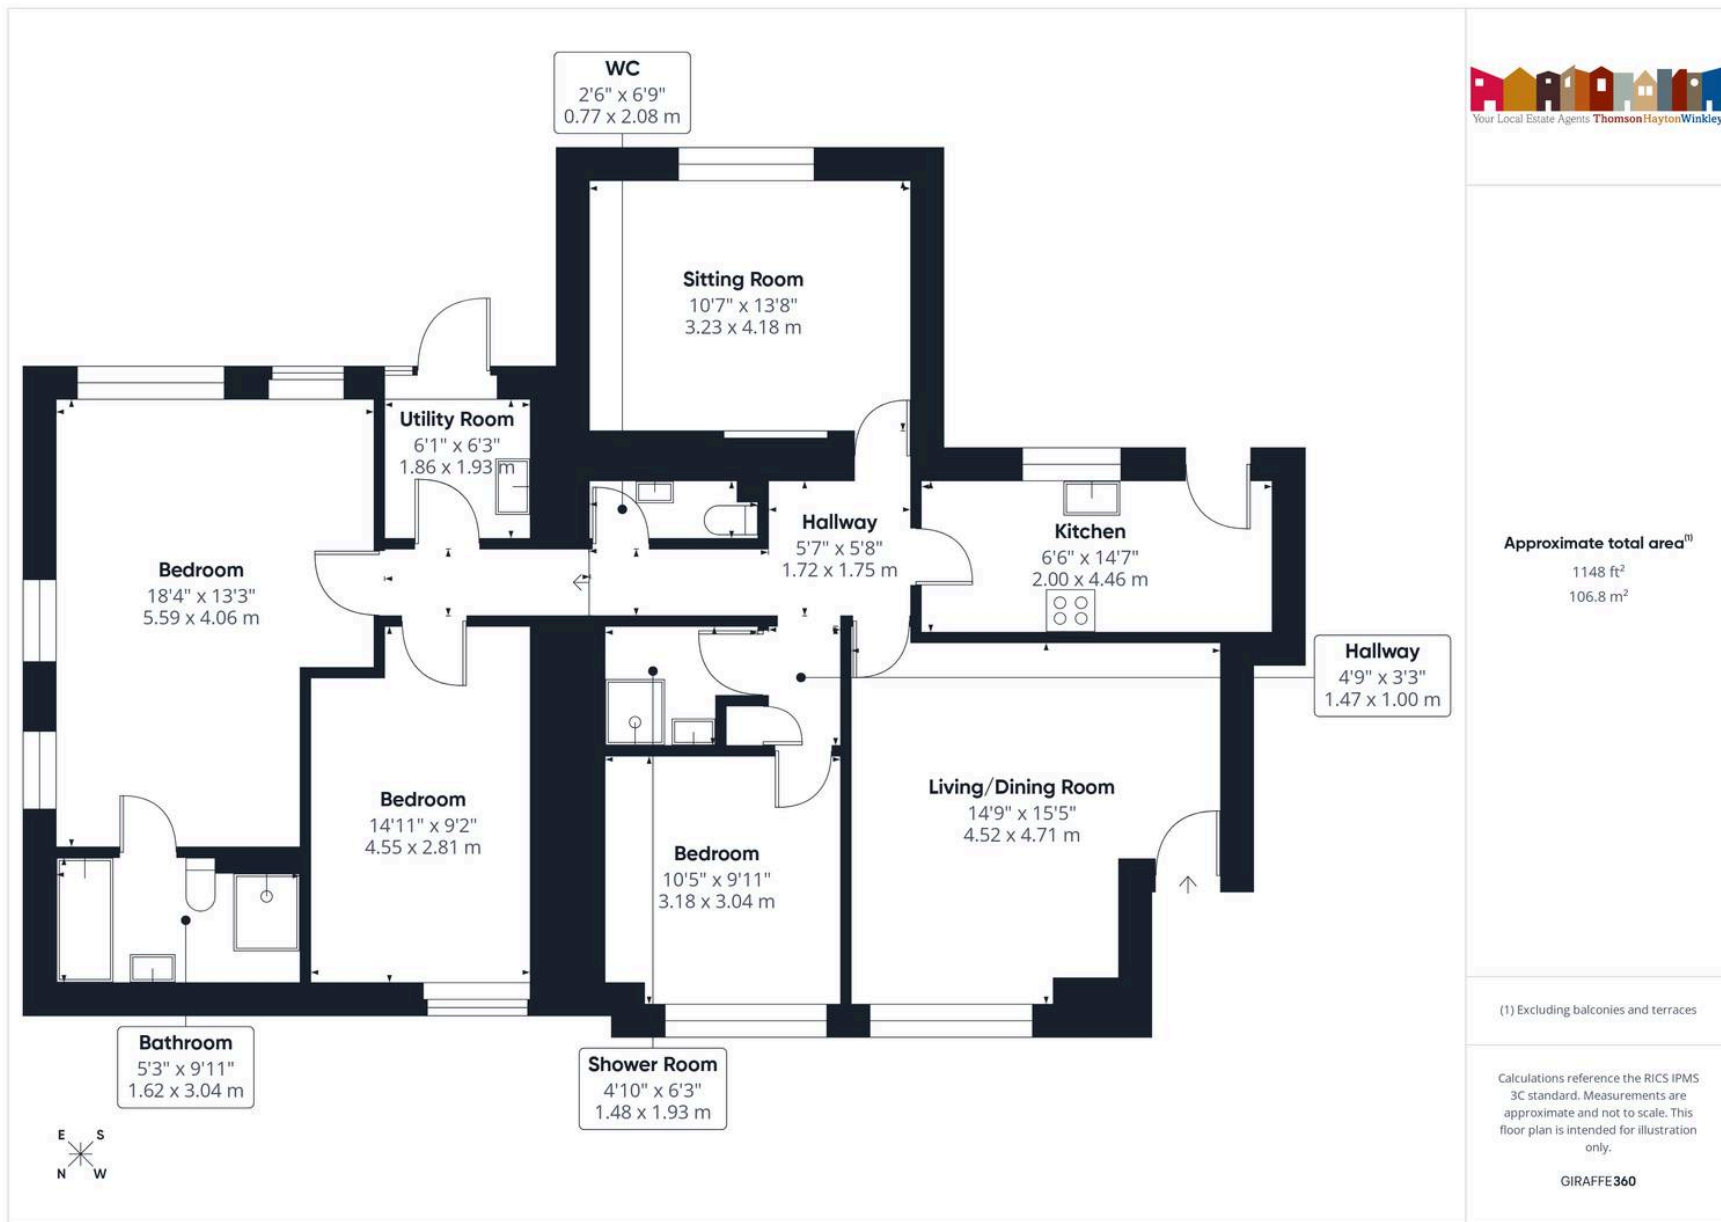 WC
2'6" x 6'9"
0.77 x 2.08 m
Your Local Estate Agents ThomsonHaytonWinkley
Sitting Room
10'7" x 13'8"
3.23 x 4.18 m
Utility Room
6'1" x 6'3"
1.86 x 1.93 m
Hallway
5'7" x 5'8"
1.72 x 1.75 m
Kitchen
6'6" x 14'7"
2.00 x 4.46 m
Bedroom
18'4" x 13'3"
5.59 x 4.06 m
Hallway
4'9" x 3'3"
1.47 x 1.00 m
Bedroom
14'11" x 9'2"
4.55 x 2.81 m
Bedroom
10'5" x 9'11"
3.18 x 3.04 m
Living/Dining Room
14'9" x 15'5"
4.52 x 4.71 m
Bathroom
5'3" x 9'11"
1.62 x 3.04 m
Shower Room
4'10" x 6'3"
1.48 x 1.93 m
E S
N W
Approximate total area(1)
1148 ft²
106.8 m²
(1) Excluding balconies and terraces
Calculations reference the RICS IPMS
3C standard. Measurements are
approximate and not to scale. This
floor plan is intended for illustration
only.
GIRAFFE360